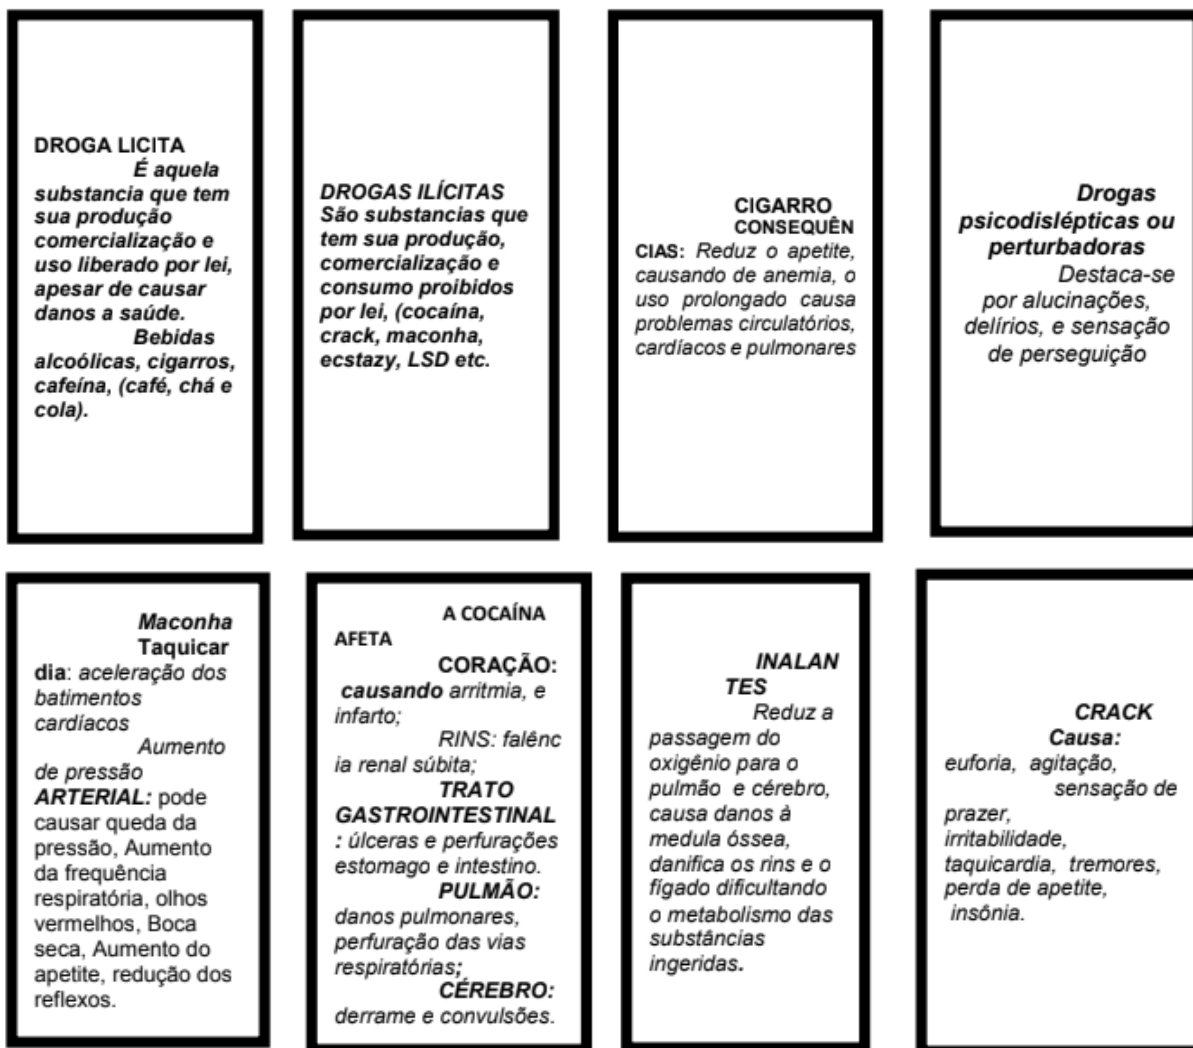 DROGA LICITA
É aquela
substancia que tem
sua produção
comercialização e
uso liberado por lei,
apesar de causar
danos a saúde.
Bebidas
alcoólicas, cigarros,
cafeína, (café, chá e
cola).
DROGAS ILÍCITAS
São substancias que
tem sua produção,
comercialização e
consumo proibidos
por lei, (cocaína,
crack, maconha,
ecstazy, LSD etc.
CIGARRO
CONSEQUÊN
CIAS: Reduz o apetite,
causando de anemia, o
uso prolongado causa
problemas circulatórios,
cardíacos e pulmonares
Drogas
psicodislépticas ou
perturbadoras
Destaca-se
por alucinações,
delírios, e sensação
de perseguição
Maconha
Taquicar
dia: aceleração dos
batimentos
cardíacos
Aumento
de pressão
ARTERIAL: pode
causar queda da
pressão, Aumento
da frequência
respiratória, olhos
vermelhos, Boca
seca, Aumento do
apetite, redução dos
reflexos.
A COCAÍNA
AFETA
CORAÇÃO:
causando arritmia, e
infarto;
RINS: falênc
ia renal súbita;
TRATO
GASTROINTESTINAL
: úlceras e perfurações
estomago e intestino.
PULMÃO:
danos pulmonares,
perfuração das vias
respiratórias;
CÉREBRO:
derrame e convulsões.
INALAN
TES
Reduz a
passagem do
oxigênio para o
pulmão e cérebro,
causa danos à
medula óssea,
danifica os rins e o
fígado dificultando
o metabolismo das
substâncias
ingeridas.
CRACK
Causa:
euforia, agitação,
sensação de
prazer,
irritabilidade,
taquicardia, tremores,
perda de apetite,
insônia.